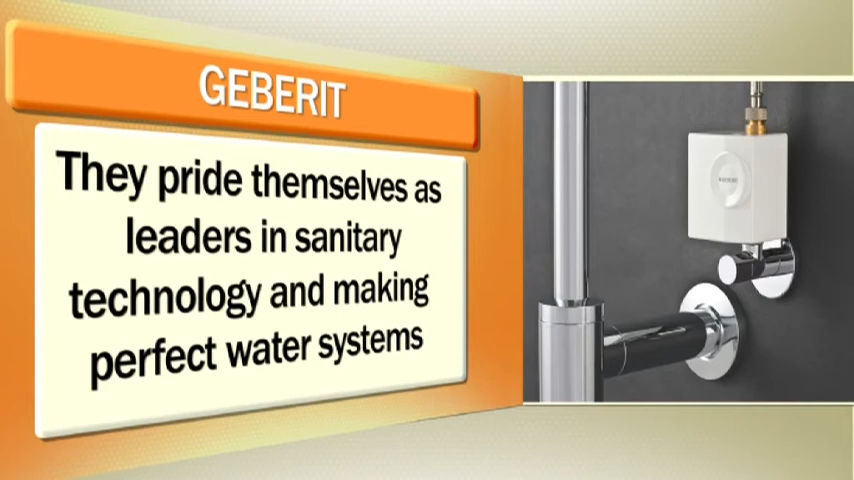 GEBERIT
They pride themselves as
leaders in sanitary
technology and making
perfect water systems